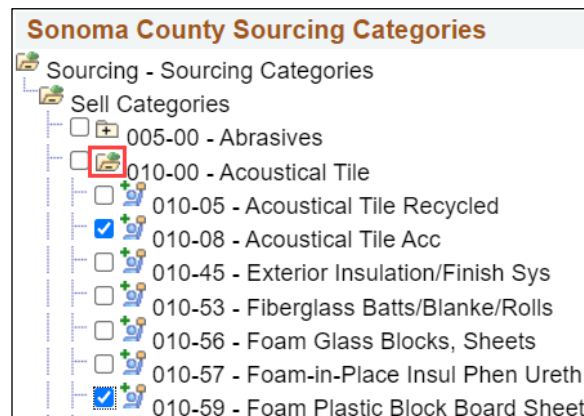 Sonoma County Sourcing Categories
Sourcing - Sourcing Categories
Sell Categories
005-00 - Abrasives
010-00 - Acoustical Tile
010-05 - Acoustical Tile Recycled
010-08 - Acoustical Tile Acc
010-45 - Exterior Insulation/Finish Sys
010-53 - Fiberglass Batts/Blanke/Rolls
010-56 - Foam Glass Blocks, Sheets
010-57 - Foam-in-Place Insul Phen Ureth
010-59 - Foam Plastic Block Board Sheet